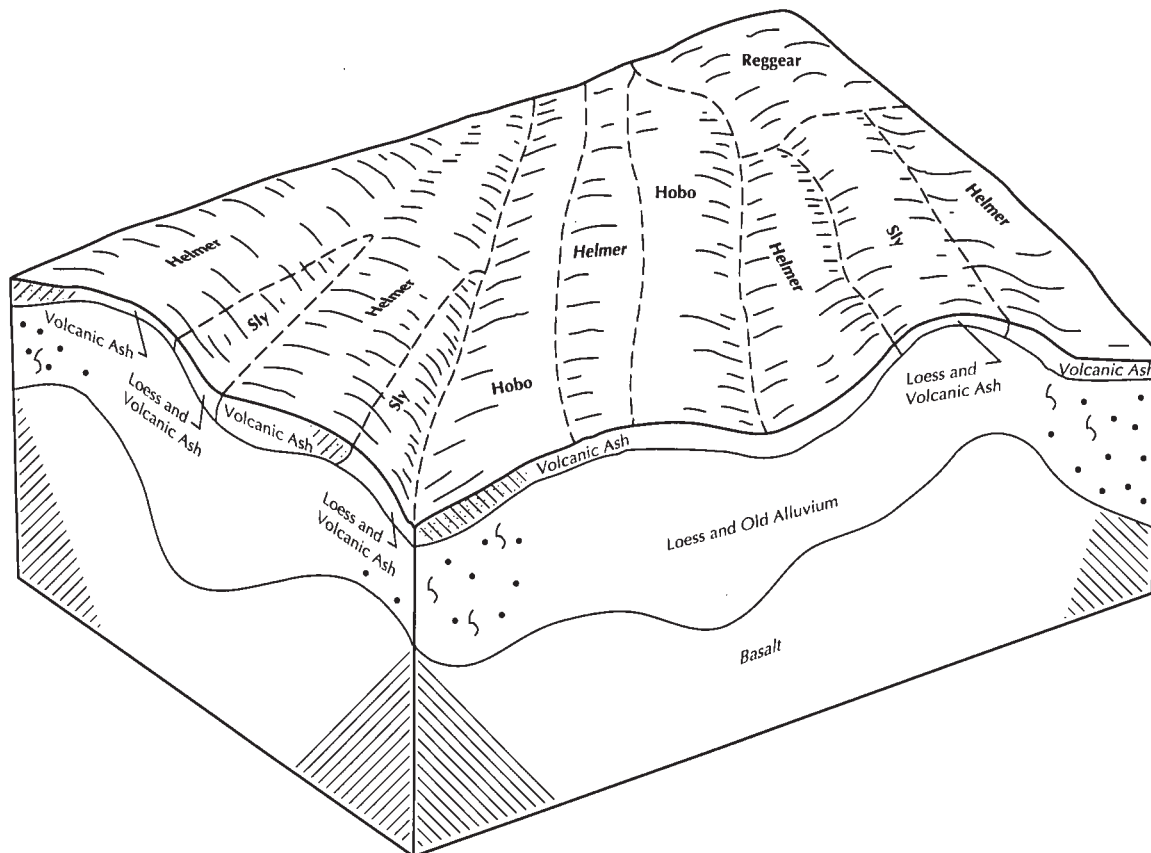 Reggear
Hobo
Helmer
Helmer
Helmer
Sly
Helmer
Helmer
Sly
Sly
Hobo
Volcanic Ash
Loess and
Volcanic Ash
Volcanic Ash
Loess and
Volcanic Ash
Volcanic Ash
Loess and
Volcanic Ash
Volcanic Ash
Loess and Old Alluvium
Basalt